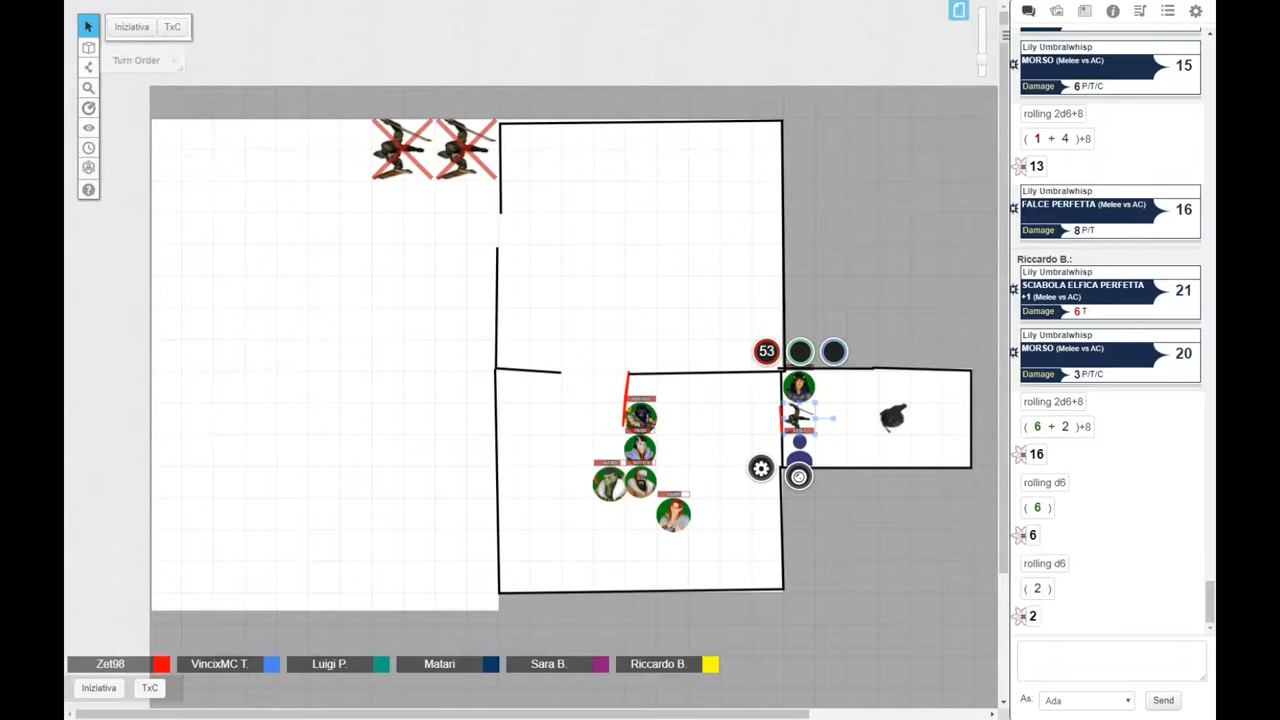 Iniziativa TxC
Turn Order
53
Lily Umbralwhisp
MORSO (Melee vs AC) 15
Damage 6 P/T/C
rolling 2d6+8
( 1 + 4 )+8
13
Lily Umbralwhisp
FALCE PERFETTA (Melee vs AC) 16
Damage 8 P/T
Riccardo B.:
Lily Umbralwhisp
SCIABOLA ELFICA PERFETTA
+1 (Melee vs AC) 21
Damage 6 T
Lily Umbralwhisp
MORSO (Melee vs AC) 20
Damage 3 P/T/C
rolling 2d6+8
( 6 + 2 )+8
16
rolling d6
( 6 )
6
rolling d6
( 2 )
2
Zet98 VincixMC T. Luigi P. Matari Sara B. Riccardo B.
Iniziativa TxC
As: Ada Send